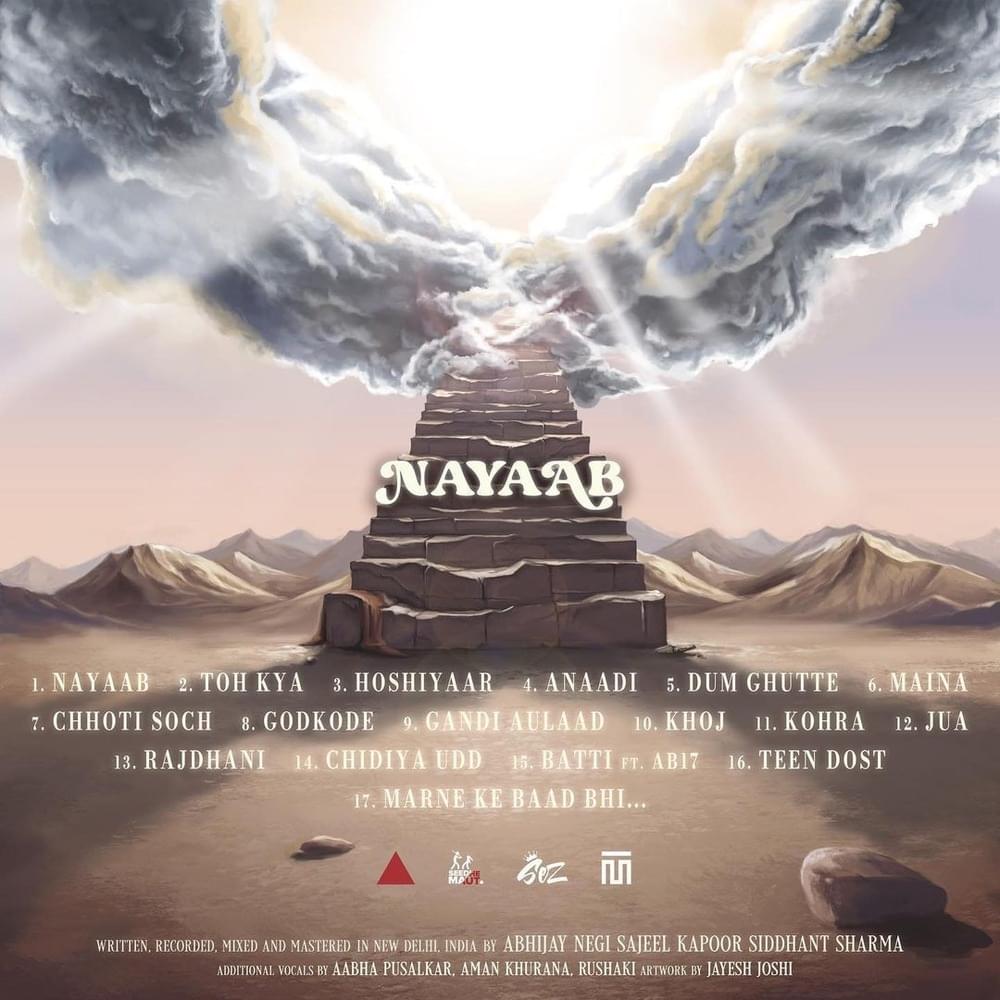 NAYAAB
1. NAYAAB 2. TOH KYA 3. HOSHIYAAR 4. ANAADI 5. DUM GHUTTE 6. MAINA
7. CHHOTI SOCH 8. GODKODE 9. GANDI AULAAD 10. KHOJ 11. KOHRA 12. JUA
13. RAJDHANI 14. CHIDIYA UDD 15. BATTI FT. AB17 16. TEEN DOST
17. MARNE KE BAAD BHI...
SEEDHE
MAUT. Sez
WRITTEN, RECORDED, MIXED AND MASTERED IN NEW DELHI, INDIA BY ABHIJAY NEGI SAJEEL KAPOOR SIDDHANT SHARMA
ADDITIONAL VOCALS BY AABHA PUSALKAR, AMAN KHURANA, RUSHAKI ARTWORK BY JAYESH JOSHI